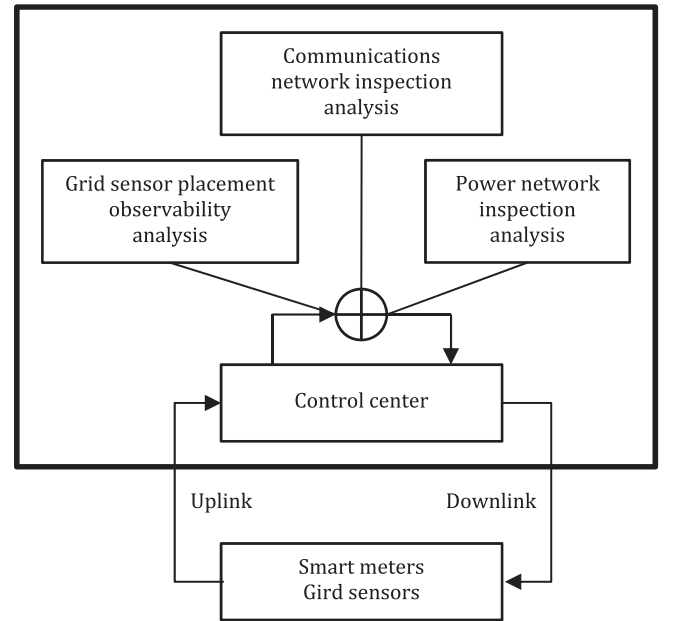 Communications
network inspection
analysis
Grid sensor placement
observability
analysis
Power network
inspection
analysis
Control center
Uplink
Downlink
Smart meters
Gird sensors